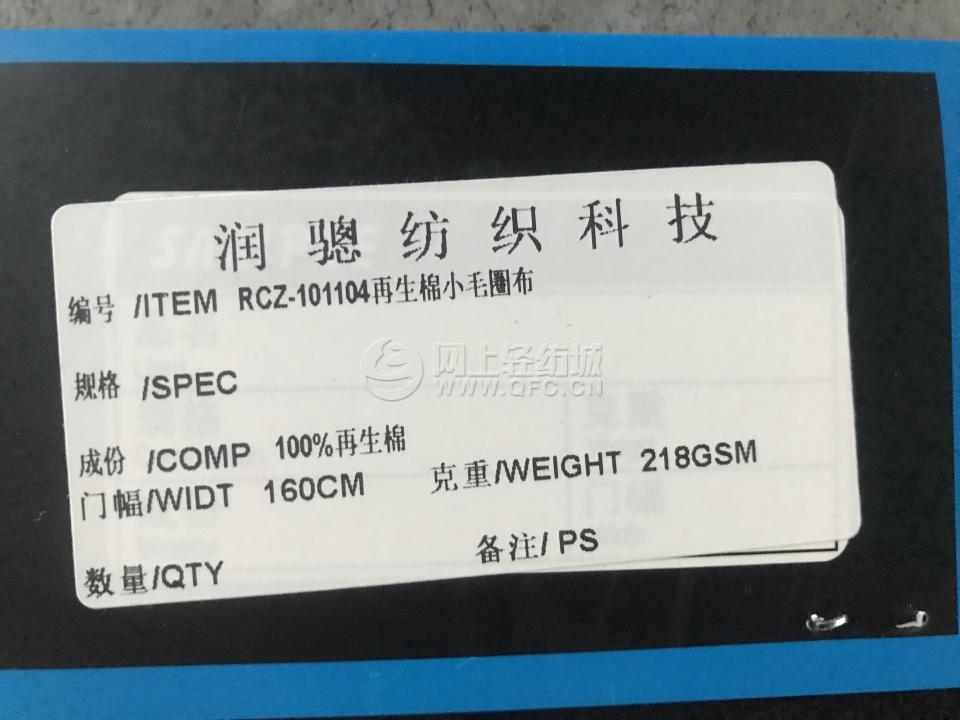 润骢纺织科技
编号 /ITEM RCZ-101104再生棉小毛圈布
规格 /SPEC
网上轻纺城
WWW.QFC.CN
成份 /COMP 100%再生棉
门幅/WIDT 160CM 克重/WEIGHT 218GSM
数量/QTY 备注/ PS